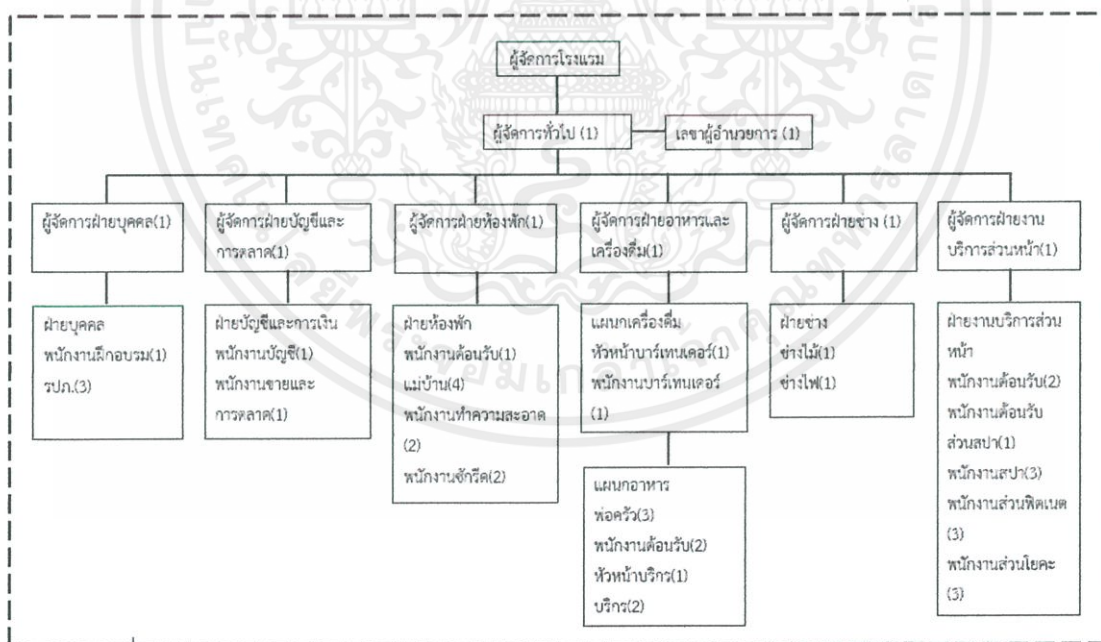 ผู้จัดการโรงแรม
ผู้จัดการทั่วไป (1)
เลขาผู้อำนวยการ (1)
ผู้จัดการฝ่ายบุคคล(1)
ผู้จัดการฝ่ายบัญชีและ
การตลาด(1)
ผู้จัดการฝ่ายห้องพัก(1)
ผู้จัดการฝ่ายอาหารและ
เครื่องดื่ม(1)
ผู้จัดการฝ่ายช่าง (1)
ผู้จัดการฝ่ายงาน
บริการส่วนหน้า(1)
ฝ่ายบุคคล
พนักงานฝึกอบรม(1)
รปภ.(3)
ฝ่ายบัญชีและการเงิน
พนักงานบัญชี(1)
พนักงานขายและ
การตลาด(1)
ฝ่ายห้องพัก
พนักงานต้อนรับ(1)
แม่บ้าน(4)
พนักงานทำความสะอาด
(2)
พนักงานซักรีด(2)
แผนกเครื่องดื่ม
หัวหน้าบาร์เทนเดอร์(1)
พนักงานบาร์เทนเดอร์
(1)
แผนกอาหาร
พ่อครัว(3)
พนักงานต้อนรับ(2)
หัวหน้าบริกร(1)
บริกร(2)
ฝ่ายช่าง
ช่างไม้(1)
ช่างไฟ(1)
ฝ่ายงานบริการส่วน
หน้า
พนักงานต้อนรับ(2)
พนักงานต้อนรับ
ส่วนสปา(1)
พนักงานสปา(3)
พนักงานส่วนฟิตเนต
(3)
พนักงานส่วนโยคะ
(3)